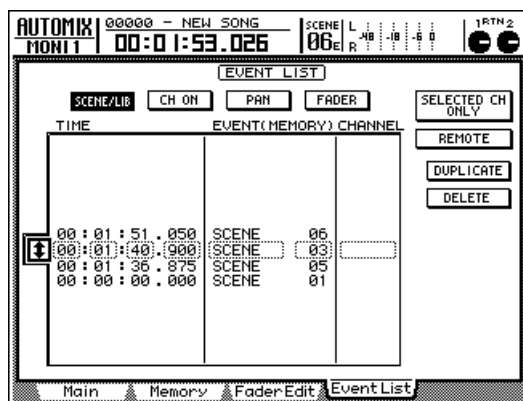 AUTOMIX 00000 - NEW SONG SCENE L -48 -18 -6 0 1 RTN 2
MONI 1 00:01:53.026 06E R
EVENT LIST
SCENE/LIB CH ON PAN FADER SELECTED CH ONLY
TIME EVENT(MEMORY) CHANNEL
REMOTE
DUPLICATE
DELETE
00:01:51.050 SCENE 06
00:01:40.900 SCENE 03
00:01:36.875 SCENE 05
00:00:00.000 SCENE 01
Main Memory Fader Edit Event List